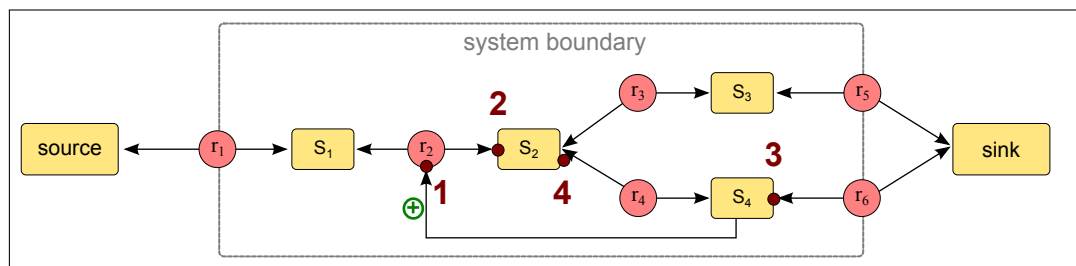 system boundary
2
r₃
S₃
r₅
source
r₁
S₁
r₂
S₂
sink
1
4
3
⊕
r₄
S₄
r₆